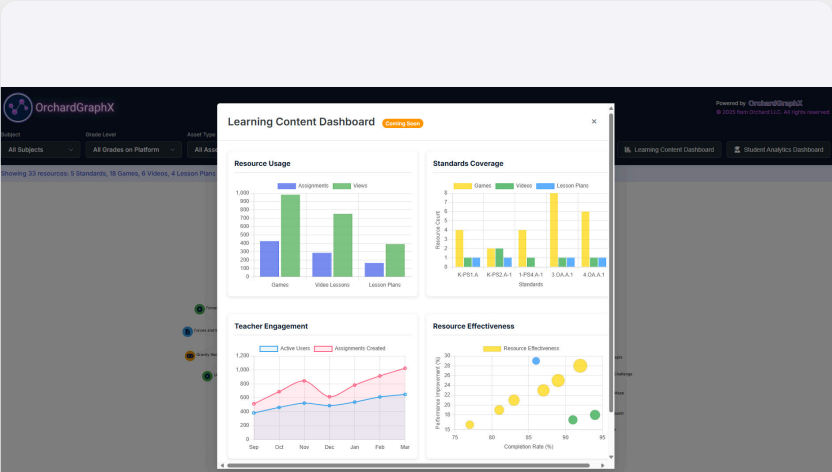 OrchardGraphX
Powered by OrchardGraphX
© 2025 Item Orchard LLC. All rights reserved.
Subject
Grade Level
Asset Type
All Subjects
All Grades on Platform
All Asse
Learning Content Dashboard
Student Analytics Dashboard
Showing 33 resources: 5 Standards, 18 Games, 6 Videos, 4 Lesson Plans
Learning Content Dashboard Coming Soon ×
Resource Usage
Assignments Views
1,000
900
800
700
600
500
400
300
200
100
0
Games Video Lessons Lesson Plans
Standards Coverage
Games Videos Lesson Plans
Resource Count
8
7
6
5
4
3
2
1
0
K-PS1.A K-PS2.A-1 1-PS4.A-1 3.OA.A.1 4.OA.A.1
Standards
Teacher Engagement
Active Users Assignments Created
1,200
1,000
800
600
400
200
0
Sep Oct Nov Dec Jan Feb Mar
Resource Effectiveness
Resource Effectiveness
Performance Improvement (%)
30
28
26
24
22
20
18
15
75 80 85 90 95
Completion Rate (%)
Forces and
Gravity
Challenge